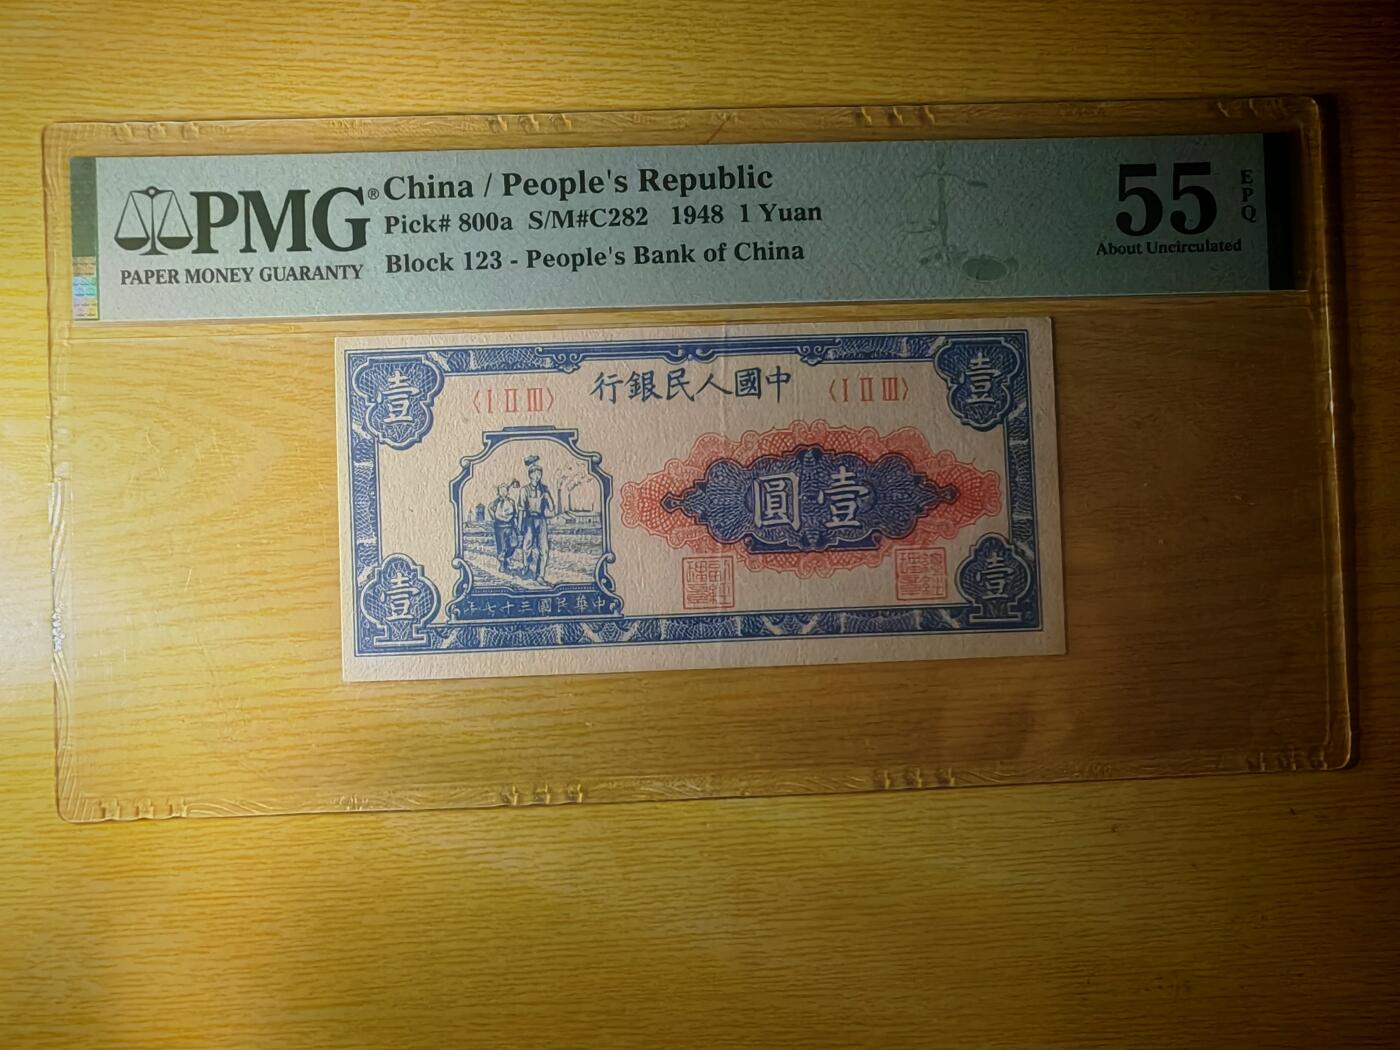 PMG®
PAPER MONEY GUARANTY
China / People's Republic
Pick# 800a S/M#C282 1948 1 Yuan
Block 123 - People's Bank of China
55
EPQ
About Uncirculated
壹
〈I II III〉
行銀民人國中
〈I II III〉
壹
圓壹
年七十三國民華中
壹
壹